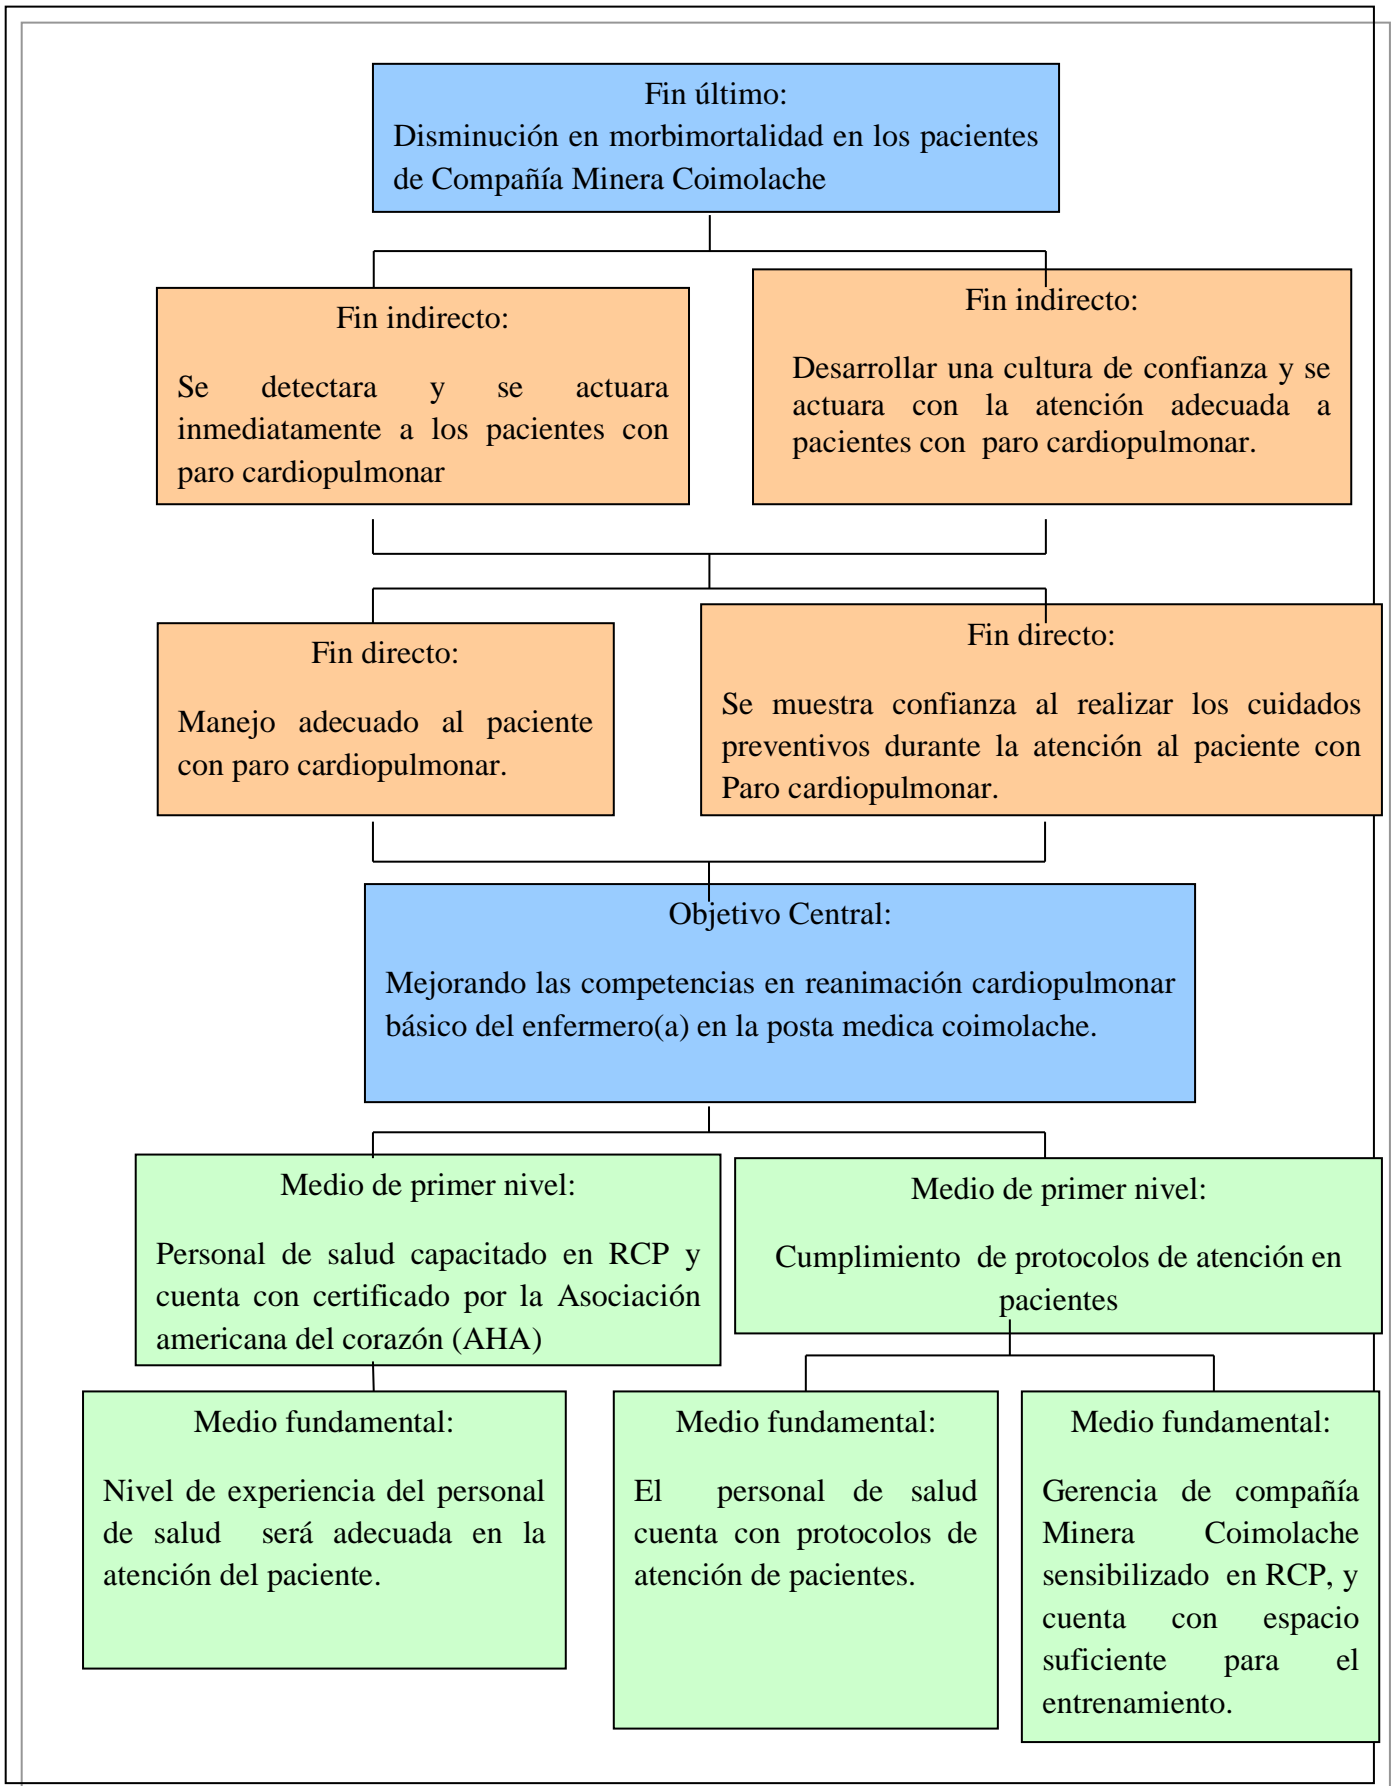 Fin último:
Disminución en morbimortalidad en los pacientes
de Compañía Minera Coimolache
Fin indirecto:
Se detectara y se actuara
inmediatamente a los pacientes con
paro cardiopulmonar
Fin indirecto:
Desarrollar una cultura de confianza y se
actuara con la atención adecuada a
pacientes con paro cardiopulmonar.
Fin directo:
Manejo adecuado al paciente
con paro cardiopulmonar.
Fin directo:
Se muestra confianza al realizar los cuidados
preventivos durante la atención al paciente con
Paro cardiopulmonar.
Objetivo Central:
Mejorando las competencias en reanimación cardiopulmonar
básico del enfermero(a) en la posta medica coimolache.
Medio de primer nivel:
Personal de salud capacitado en RCP y
cuenta con certificado por la Asociación
americana del corazón (AHA)
Medio de primer nivel:
Cumplimiento de protocolos de atención en
pacientes
Medio fundamental:
Nivel de experiencia del personal
de salud será adecuada en la
atención del paciente.
Medio fundamental:
El personal de salud
cuenta con protocolos de
atención de pacientes.
Medio fundamental:
Gerencia de compañía
Minera Coimolache
sensibilizado en RCP, y
cuenta con espacio
suficiente para el
entrenamiento.